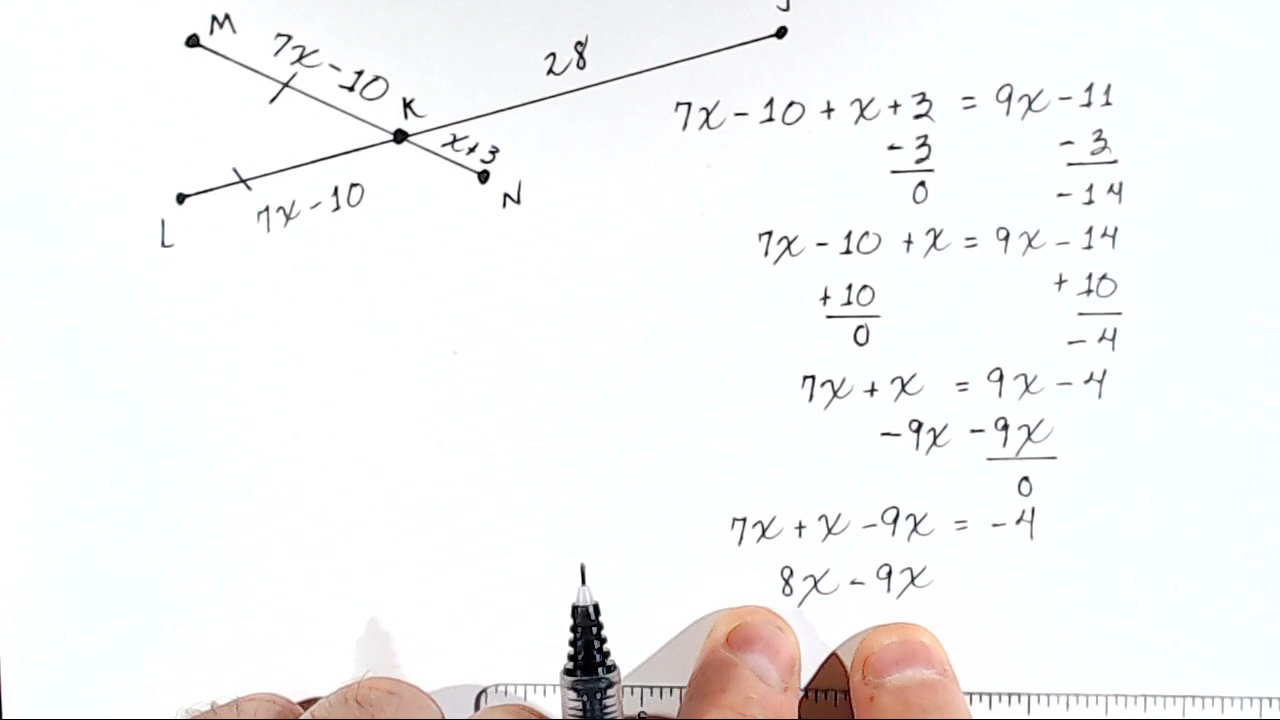 M
7x - 10
K
28
J
x + 3
N
L
7x - 10
7x - 10 + x + 3 = 9x - 11
- 3 - 3
0 - 14
7x - 10 + x = 9x - 14
+ 10 + 10
0 - 4
7x + x = 9x - 4
- 9x - 9x
0
7x + x - 9x = - 4
8x - 9x